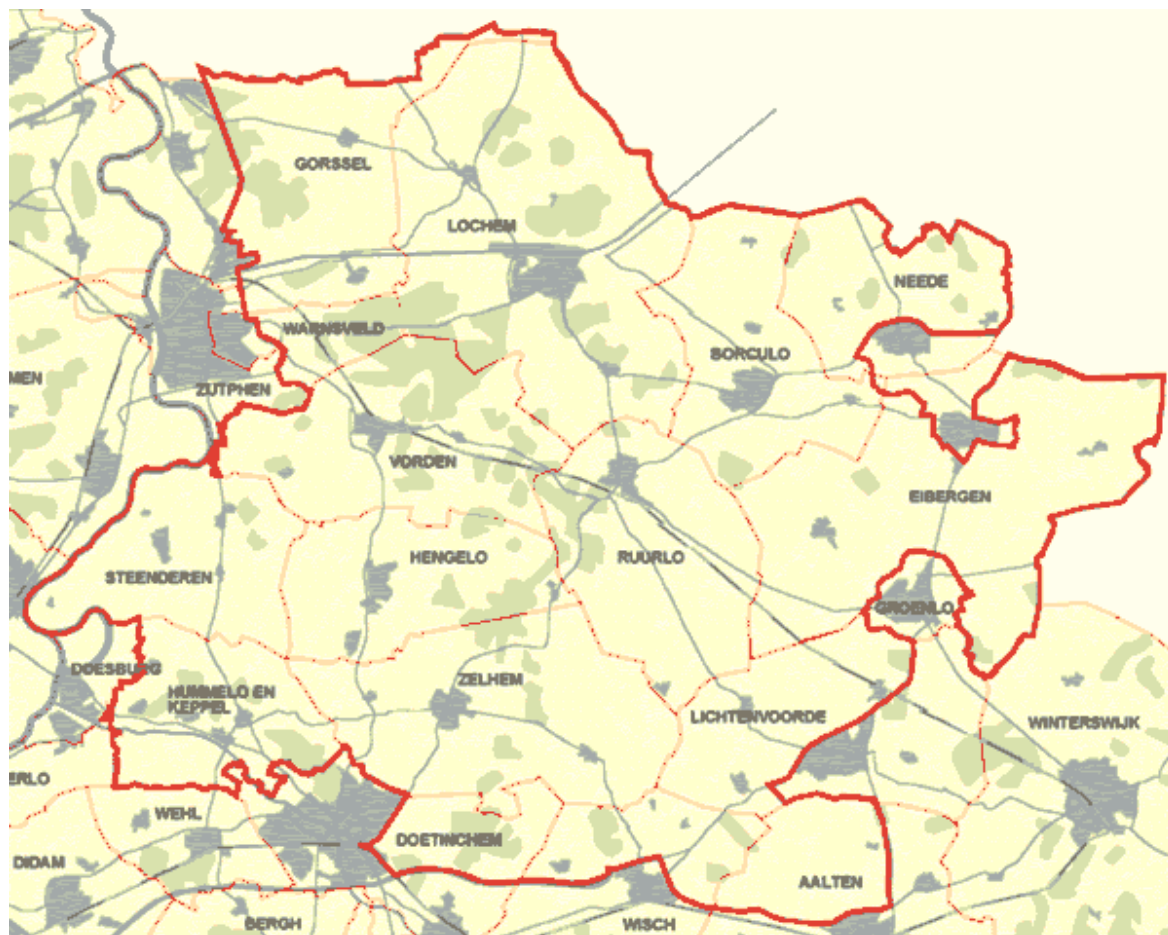 GORSSEL
LOCHEM
NEEDE
WARNSVELD
BORCULO
MEN
ZUTPHEN
VORDEN
EIBERGEN
HENGELO
RUURLO
STEENDEREN
GROENLO
DOESBURG
ZELHEM
HUMMELO EN
KEPPEL
LICHTENVOORDE
WINTERSWIJK
ERLO
WEHL
DOETINCHEM
DIDAM
AALTEN
BERGH
WISCH